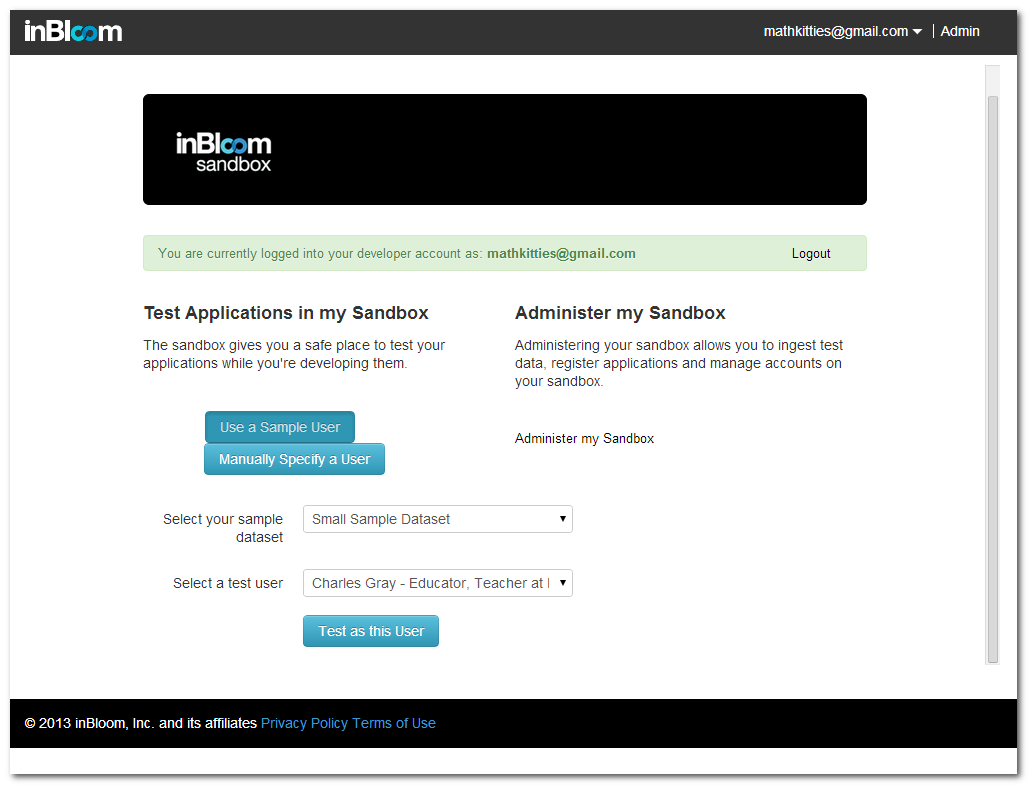 inBloom
mathkitties@gmail.com | Admin
inBloom
sandbox
You are currently logged into your developer account as: mathkitties@gmail.com
Logout
Test Applications in my Sandbox
The sandbox gives you a safe place to test your
applications while you're developing them.
Administer my Sandbox
Administering your sandbox allows you to ingest test
data, register applications and manage accounts on
your sandbox.
Use a Sample User
Manually Specify a User
Administer my Sandbox
Select your sample
dataset
Small Sample Dataset
Select a test user
Charles Gray - Educator, Teacher at
Test as this User
© 2013 inBloom, Inc. and its affiliates Privacy Policy Terms of Use